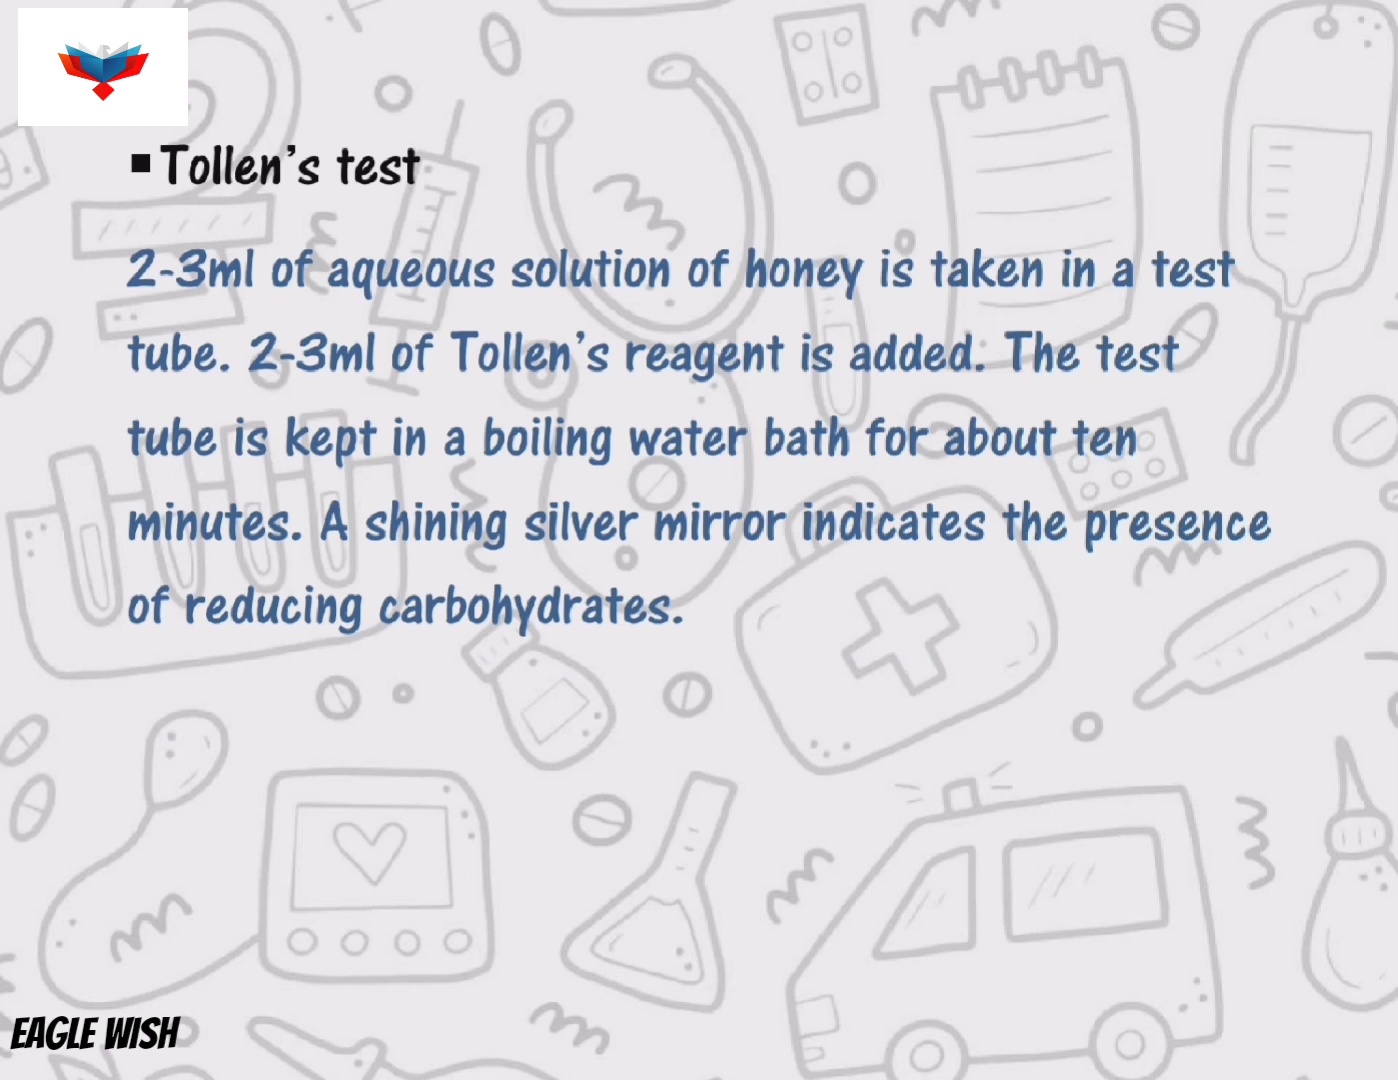 ▪Tollen’s test
2-3ml of aqueous solution of honey is taken in a test
tube. 2-3ml of Tollen’s reagent is added. The test
tube is kept in a boiling water bath for about ten
minutes. A shining silver mirror indicates the presence
of reducing carbohydrates.
EAGLE WISH